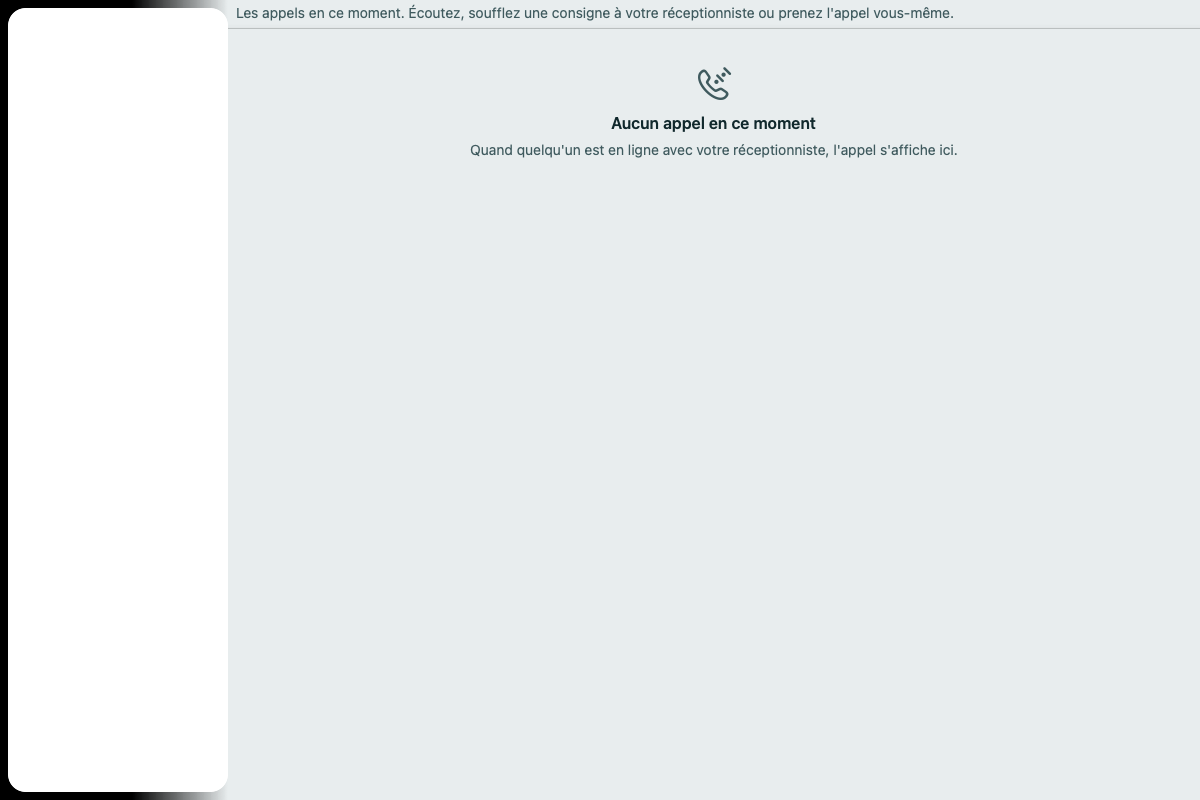 Les appels en ce moment. Écoutez, soufflez une consigne à votre réceptionniste ou prenez l'appel vous-même.
Aucun appel en ce moment
Quand quelqu'un est en ligne avec votre réceptionniste, l'appel s'affiche ici.